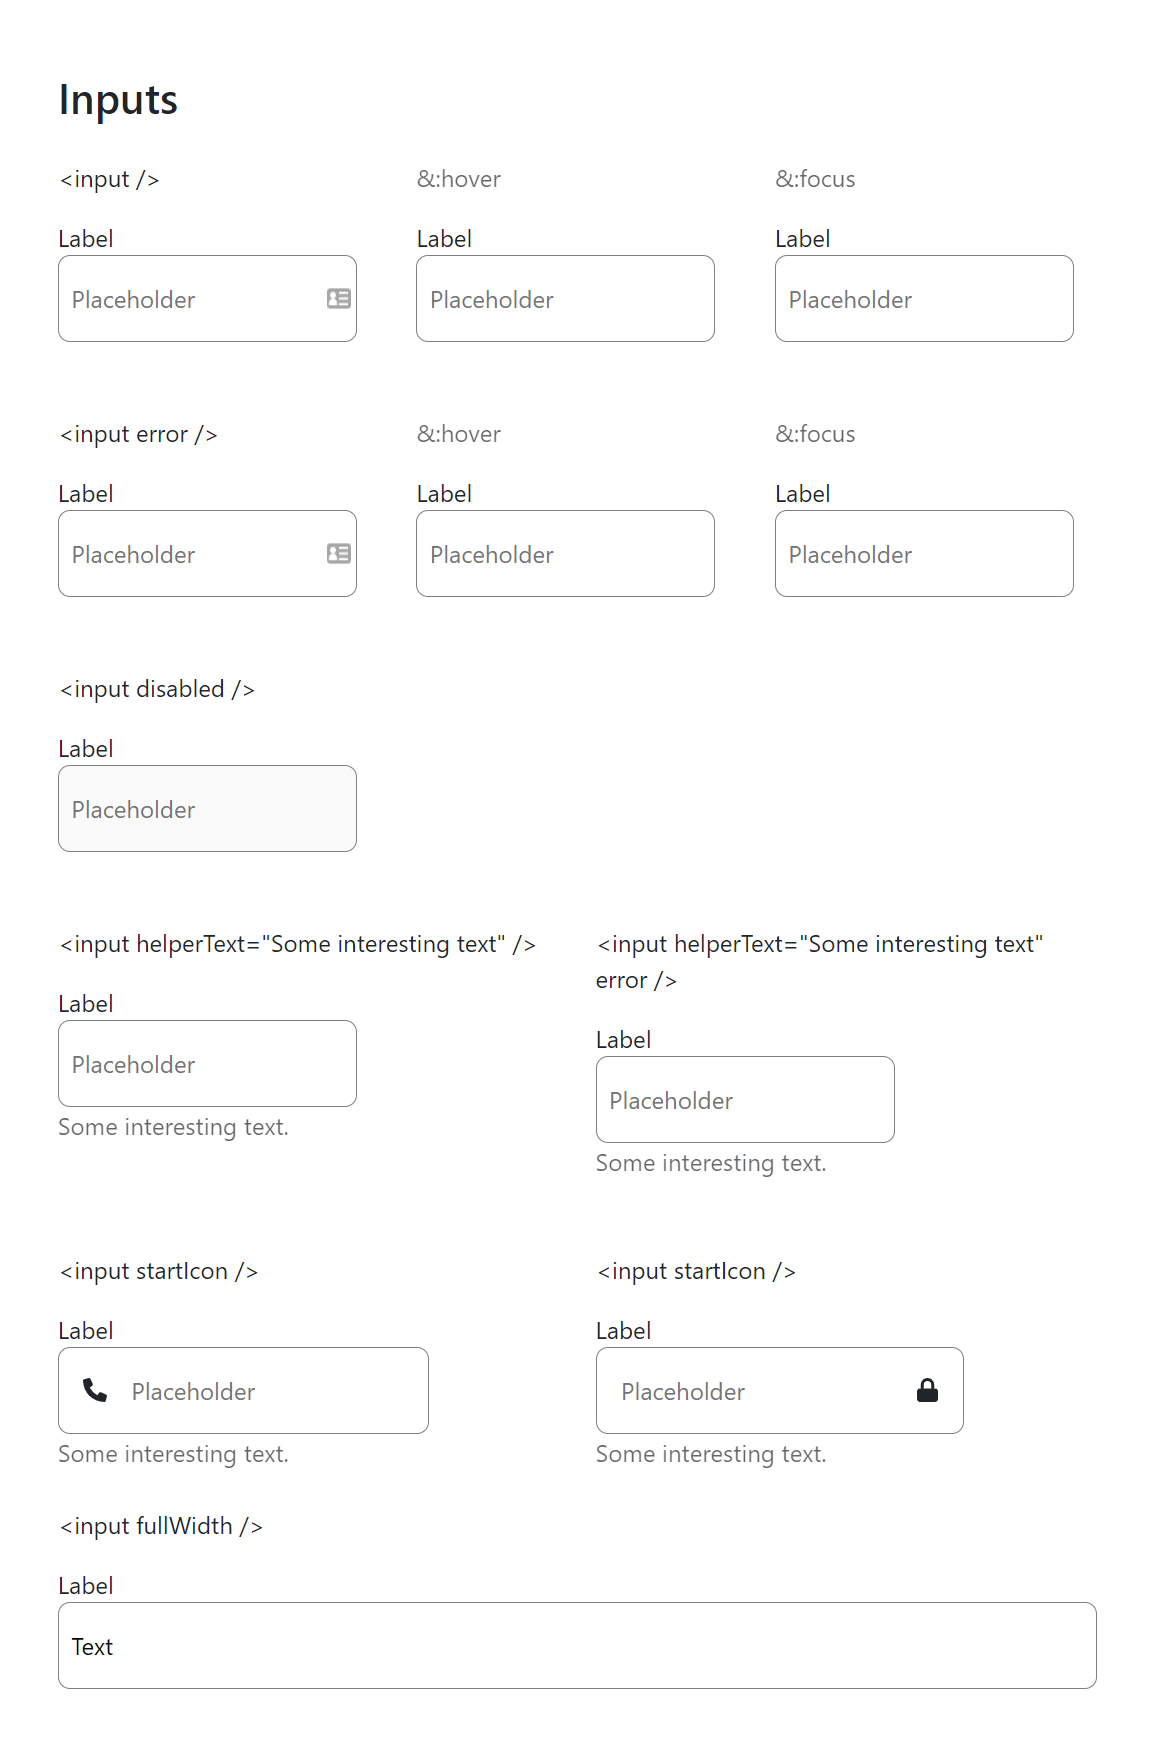 Inputs
<input />
&:hover
&:focus
Label
Label
Label
Placeholder
Placeholder
Placeholder
<input error />
&:hover
&:focus
Label
Label
Label
Placeholder
Placeholder
Placeholder
<input disabled />
Label
Placeholder
<input helperText="Some interesting text" />
Label
Placeholder
Some interesting text.
<input helperText="Some interesting text"
error />
Label
Placeholder
Some interesting text.
<input startIcon />
Label
Placeholder
Some interesting text.
<input startIcon />
Label
Placeholder
Some interesting text.
<input fullWidth />
Label
Text